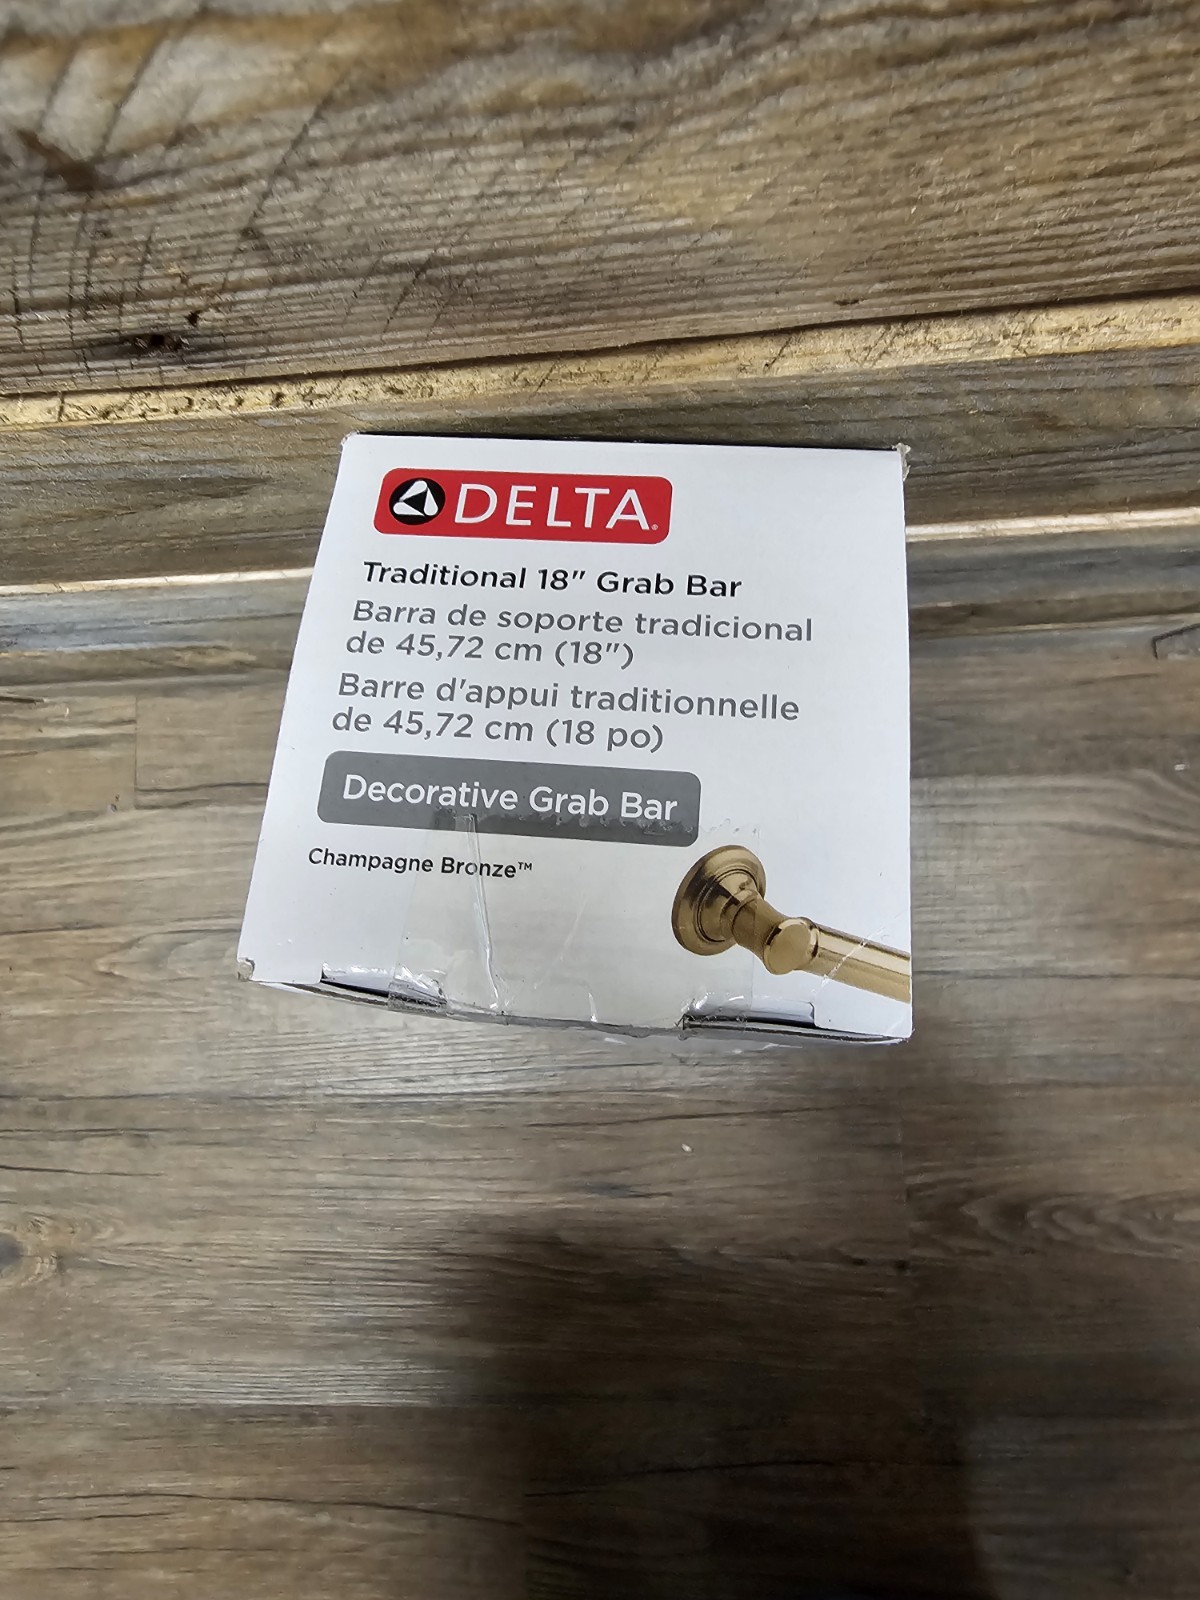 DELTA®
Traditional 18" Grab Bar
Barra de soporte tradicional
de 45,72 cm (18")
Barre d'appui traditionnelle
de 45,72 cm (18 po)
Decorative Grab Bar
Champagne Bronze™